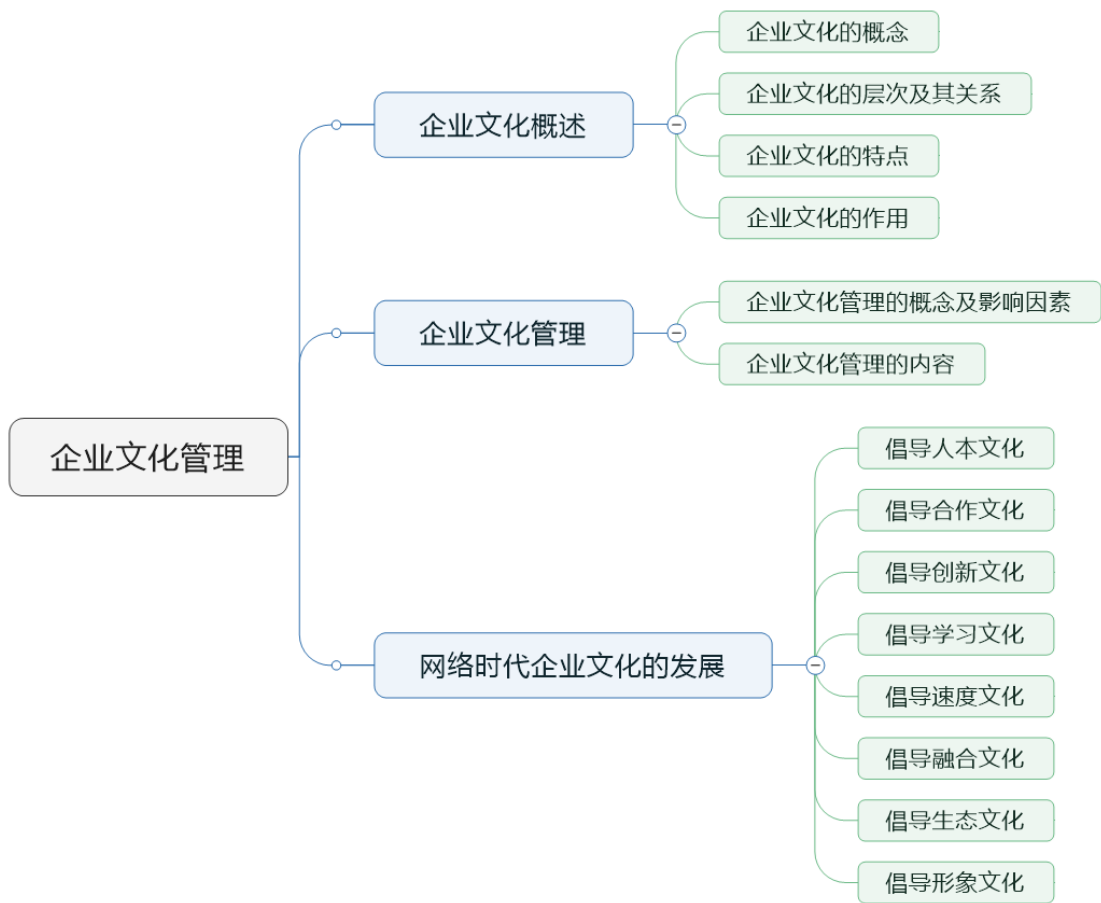 企业文化管理
企业文化概述
企业文化的概念
企业文化的层次及其关系
企业文化的特点
企业文化的作用
企业文化管理
企业文化管理的概念及影响因素
企业文化管理的内容
网络时代企业文化的发展
倡导人本文化
倡导合作文化
倡导创新文化
倡导学习文化
倡导速度文化
倡导融合文化
倡导生态文化
倡导形象文化